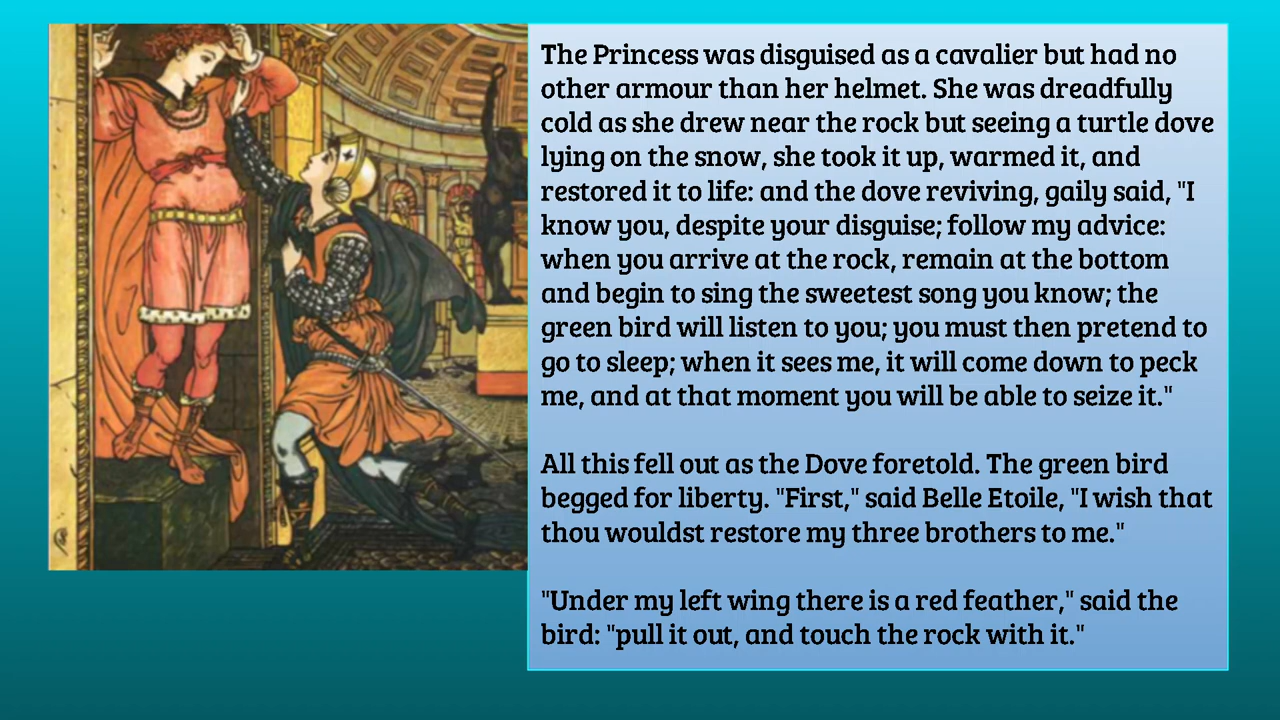 The Princess was disguised as a cavalier but had no
other armour than her helmet. She was dreadfully
cold as she drew near the rock but seeing a turtle dove
lying on the snow, she took it up, warmed it, and
restored it to life: and the dove reviving, gaily said, "I
know you, despite your disguise; follow my advice:
when you arrive at the rock, remain at the bottom
and begin to sing the sweetest song you know; the
green bird will listen to you; you must then pretend to
go to sleep; when it sees me, it will come down to peck
me, and at that moment you will be able to seize it."
All this fell out as the Dove foretold. The green bird
begged for liberty. "First," said Belle Etoile, "I wish that
thou wouldst restore my three brothers to me."
"Under my left wing there is a red feather," said the
bird: "pull it out, and touch the rock with it."